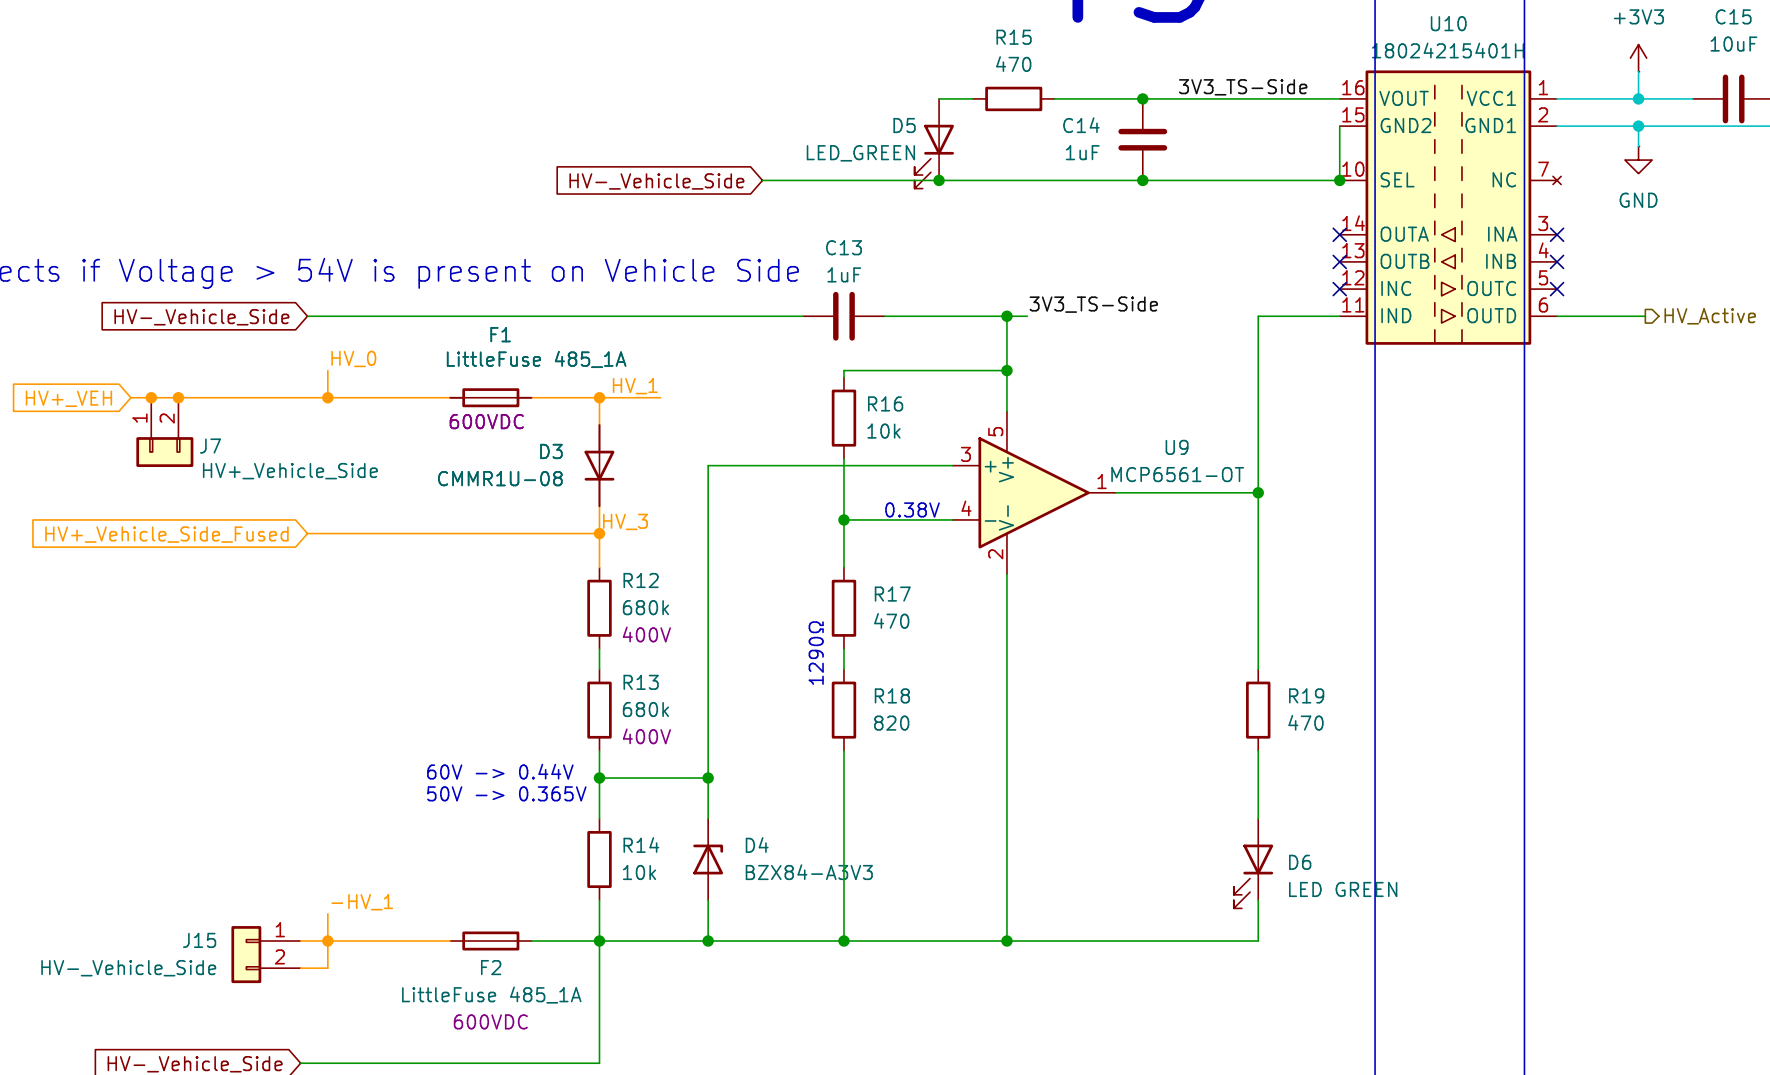 U10
18024215401H
+3V3
C15
10uF
R15
470
3V3_TS-Side
16
VOUT
VCC1
1
15
GND2
GND1
2
D5
LED_GREEN
C14
1uF
HV-_Vehicle_Side
10
SEL
NC
7
GND
14
OUTA
INA
3
13
OUTB
INB
4
12
INC
OUTC
5
11
IND
OUTD
6
HV_Active
ects if Voltage > 54V is present on Vehicle Side
C13
1uF
HV-_Vehicle_Side
3V3_TS-Side
F1
LittleFuse 485_1A
600VDC
HV_0
HV_1
HV+_VEH
1
2
J7
HV+_Vehicle_Side
R16
10k
D3
CMMR1U-08
HV_3
HV+_Vehicle_Side_Fused
U9
MCP6561-OT
3
+
V+
5
1
0.38V
4
-
V-
2
R12
680k
400V
R17
470
1290Ω
R13
680k
400V
R18
820
R19
470
60V -> 0.44V
50V -> 0.365V
R14
10k
D4
BZX84-A3V3
D6
LED GREEN
-HV_1
J15
HV-_Vehicle_Side
1
2
F2
LittleFuse 485_1A
600VDC
HV-_Vehicle_Side